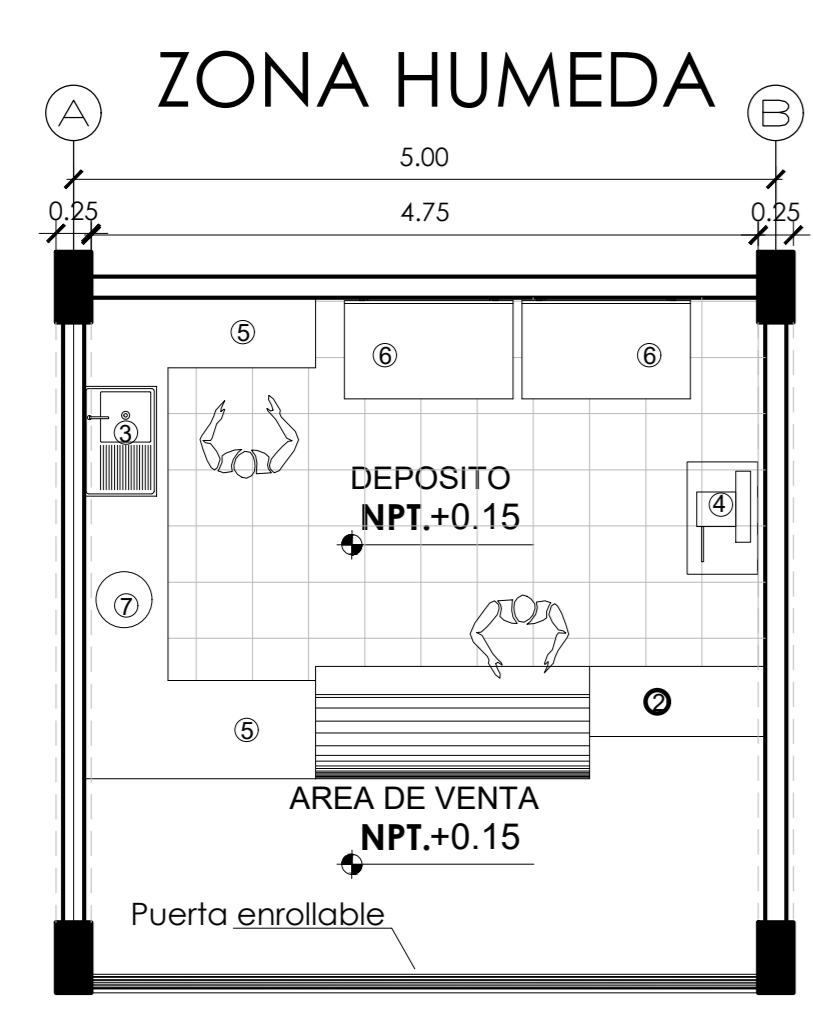 ZONA HUMEDA
A
B
5.00
0.25
4.75
0.25
5
6
6
3
DEPOSITO
4
NPT.+0.15
7
2
5
AREA DE VENTA
NPT.+0.15
Puerta enrollable